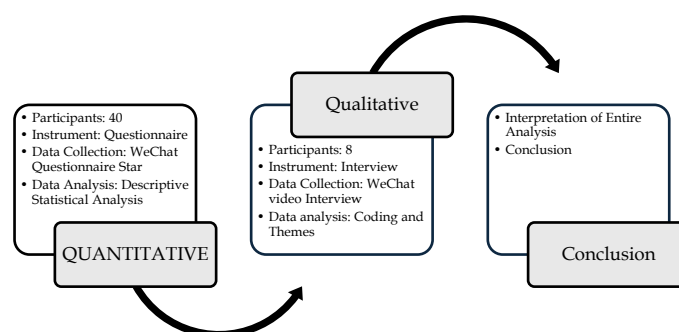 • Participants: 40
• Instrument: Questionnaire
• Data Collection: WeChat
Questionnaire Star
• Data Analysis: Descriptive
Statistical Analysis
QUANTITATIVE
Qualitative
• Participants: 8
• Instrument: Interview
• Data Collection: WeChat
video Interview
• Data analysis: Coding and
Themes
• Interpretation of Entire
Analysis
• Conclusion
Conclusion